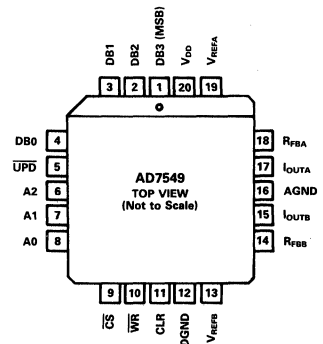 DB1
DB2
DB3 (MSB)
VDD
VREFA
3 2 1 20 19
DB0 4
UPD 5
A2 6
A1 7
A0 8
AD7549
TOP VIEW
(Not to Scale)
18 RFBA
17 IOUTA
16 AGND
15 IOUTB
14 RFBB
9 10 11 12 13
CS
WR
CLR
DGND
VREFB